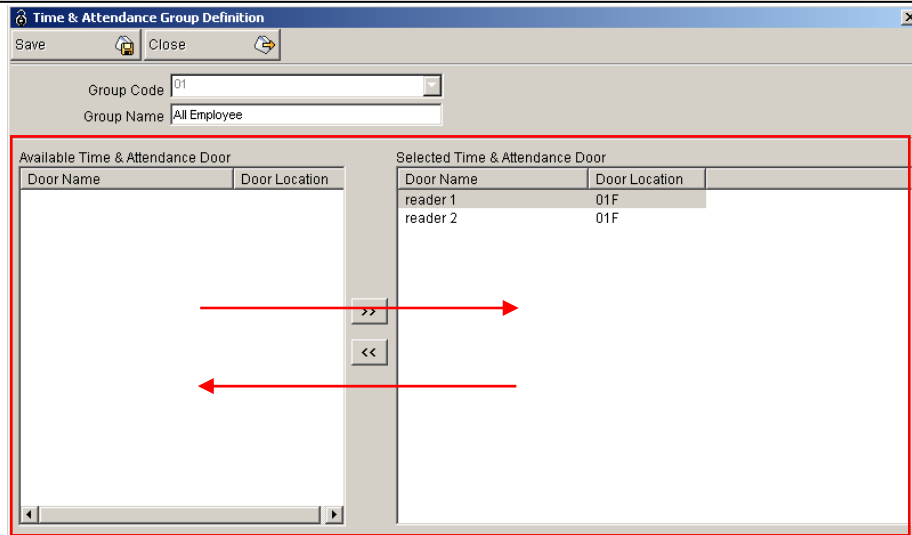 Time & Attendance Group Definition
Save Close
Group Code 01
Group Name All Employee
Available Time & Attendance Door
Door Name Door Location
Selected Time & Attendance Door
Door Name Door Location
reader 1 01F
reader 2 01F
>>
<<